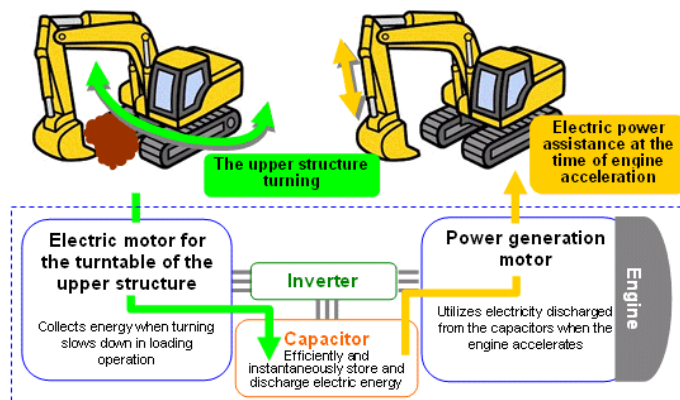 The upper structure
turning
Electric power
assistance at the
time of engine
acceleration
Electric motor for
the turntable of the
upper structure
Collects energy when turning
slows down in loading
operation
Inverter
Capacitor
Efficiently and
instantaneously store and
discharge electric energy
Power generation
motor
Utilizes electricity discharged
from the capacitors when the
engine accelerates
Engine